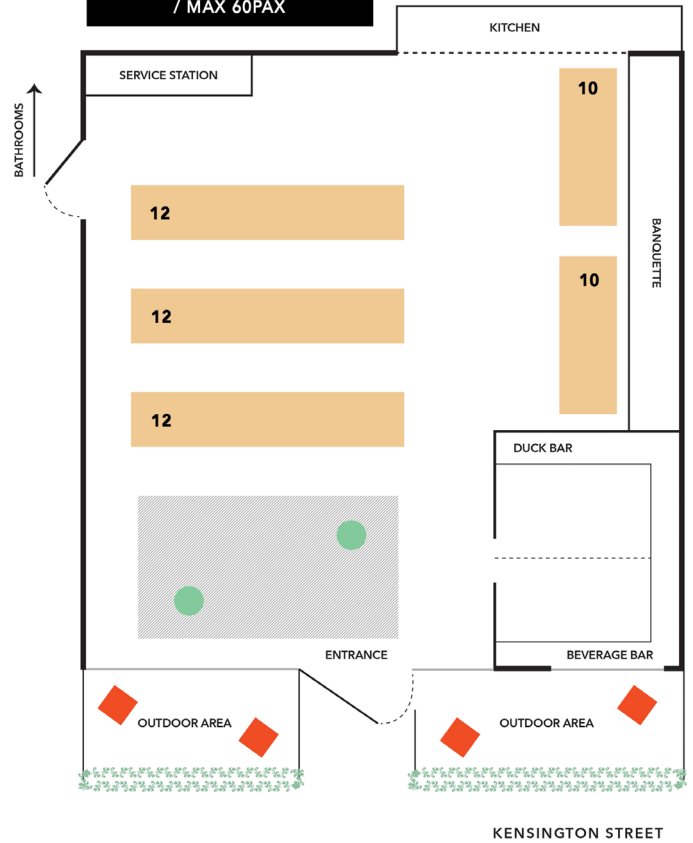 / MAX 60PAX
KITCHEN
SERVICE STATION
10
BATHROOMS
12
BANQUETTE
10
12
12
DUCK BAR
ENTRANCE
BEVERAGE BAR
OUTDOOR AREA
OUTDOOR AREA
KENSINGTON STREET